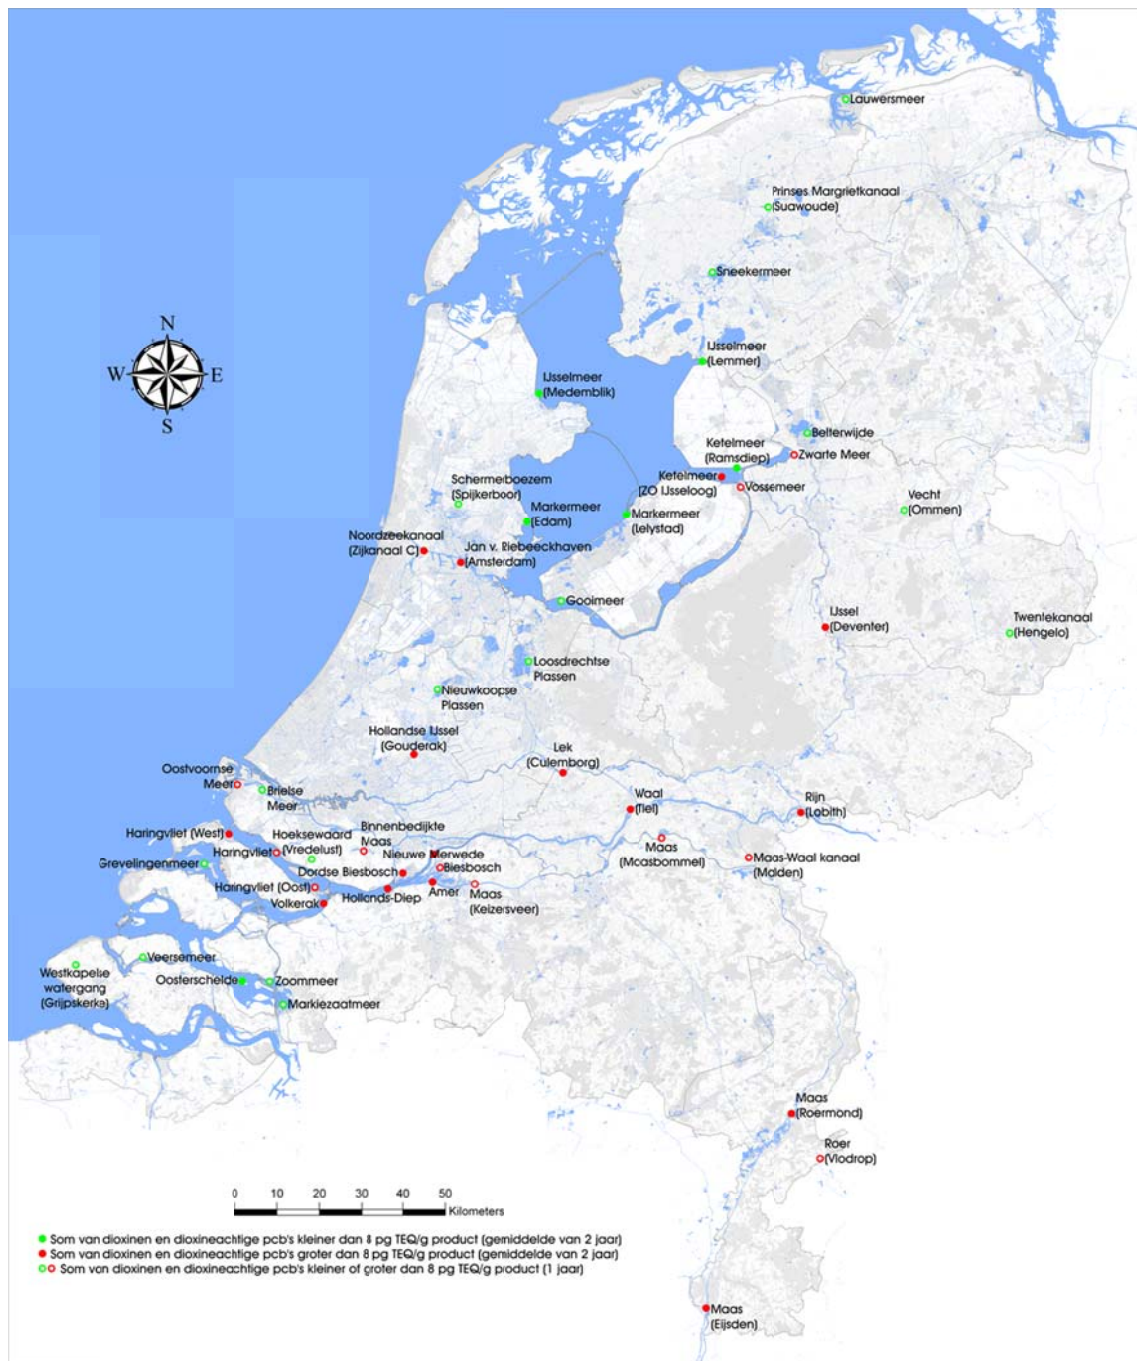 Lauwersmeer
Prinses Margrietkanaal
(Suawoude)
Sneekermeer
N
W
E
S
IJsselmeer
(Lemmer)
IJsselmeer
(Medemblik)
Belterwijde
Ketelmeer
(Ramsdiep)
Zwarte Meer
Ketelmeer
(ZO IJsseloog)
Vossemeer
Schermerboezem
(Spijkerboor)
Vecht
(Ommen)
Markermeer
(Edam)
Markermeer
(Lelystad)
Noordzeekanaal
(Zijkanaal C)
Jan v. Riebeeckhaven
(Amsterdam)
Gooimeer
IJssel
(Deventer)
Twentekanaal
(Hengelo)
Loosdrechtse
Plassen
Nieuwkoopse
Plassen
Hollandse IJssel
(Gouderak)
Lek
(Culemborg)
Oostvoornse
Meer
Brielse
Meer
Waal
(Tiel)
Rijn
(Lobith)
Haringvliet (West)
Hoeksewaard
(Vredelust)
Binnenbedijkte
Maas
Haringvliet
Nieuwe Merwede
Maas
(Maasbommel)
Maas-Waal kanaal
(Malden)
Grevelingenmeer
Dordse Biesbosch
Biesbosch
Haringvliet (Oost)
Hollands-Diep
Amer
Maas
(Keizersveer)
Volkerak
Veersemeer
Westkapelse
watergang
(Grijpskerke)
Oosterschelde
Zoommeer
Markiezaatmeer
Maas
(Roermond)
Roer
(Vlodrop)
0 10 20 30 40 50
Kilometers
Som van dioxinen en dioxineachtige pcb's kleiner dan 8 pg TEQ/g product (gemiddelde van 2 jaar)
Som van dioxinen en dioxineachtige pcb's groter dan 8 pg TEQ/g product (gemiddelde van 2 jaar)
Som van dioxinen en dioxineachtige pcb's kleiner of groter dan 8 pg TEQ/g product (1 jaar)
Maas
(Eijsden)